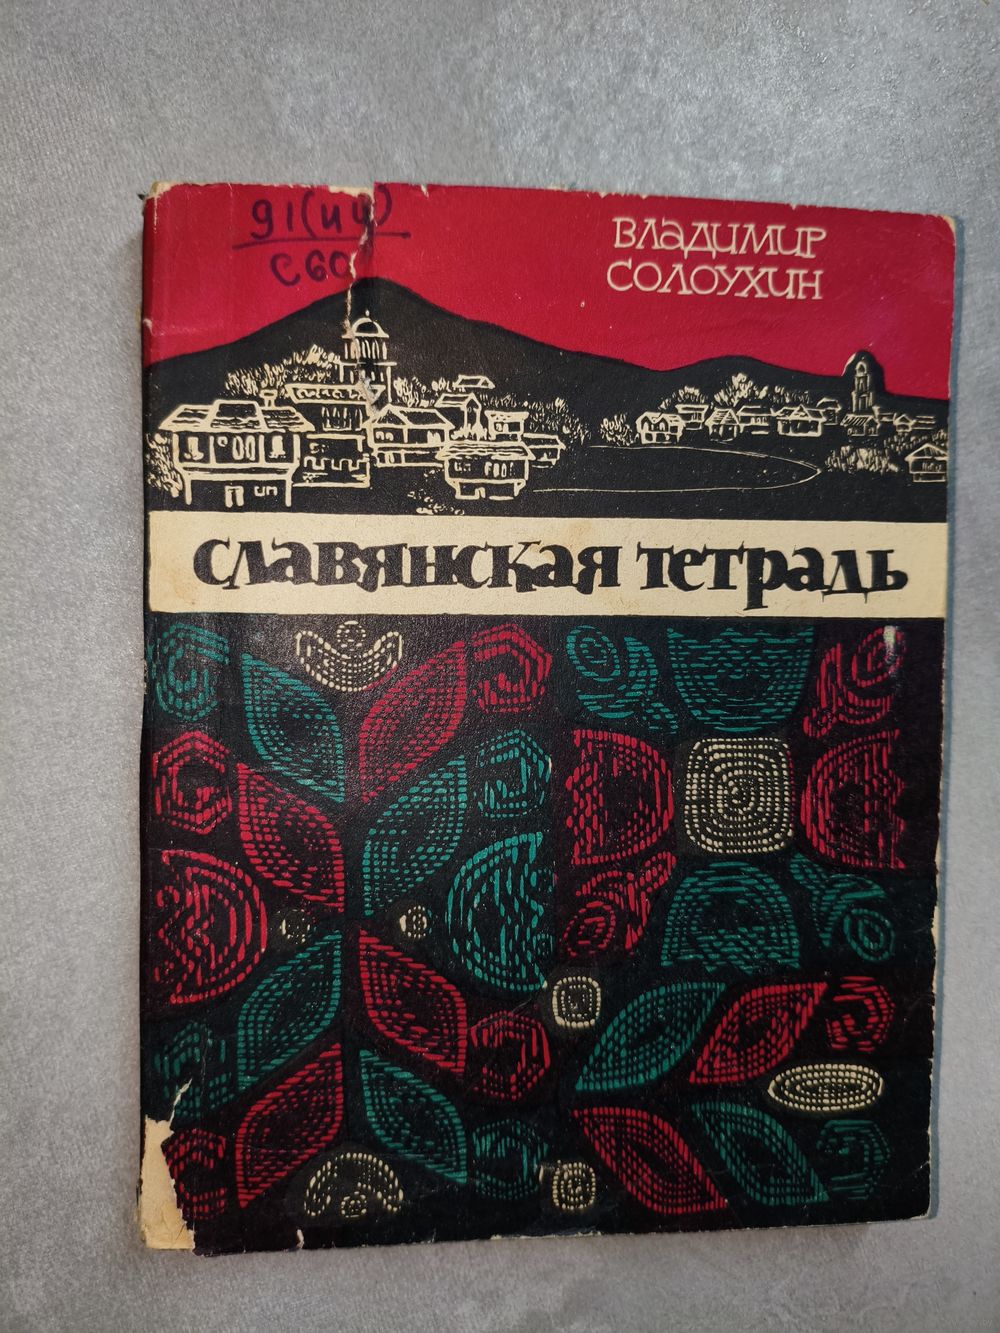 91(и4)
С60
ВЛАДИМИР
СОЛОУХИН
СЛАВЯНСКАЯ ТЕТРАДЬ